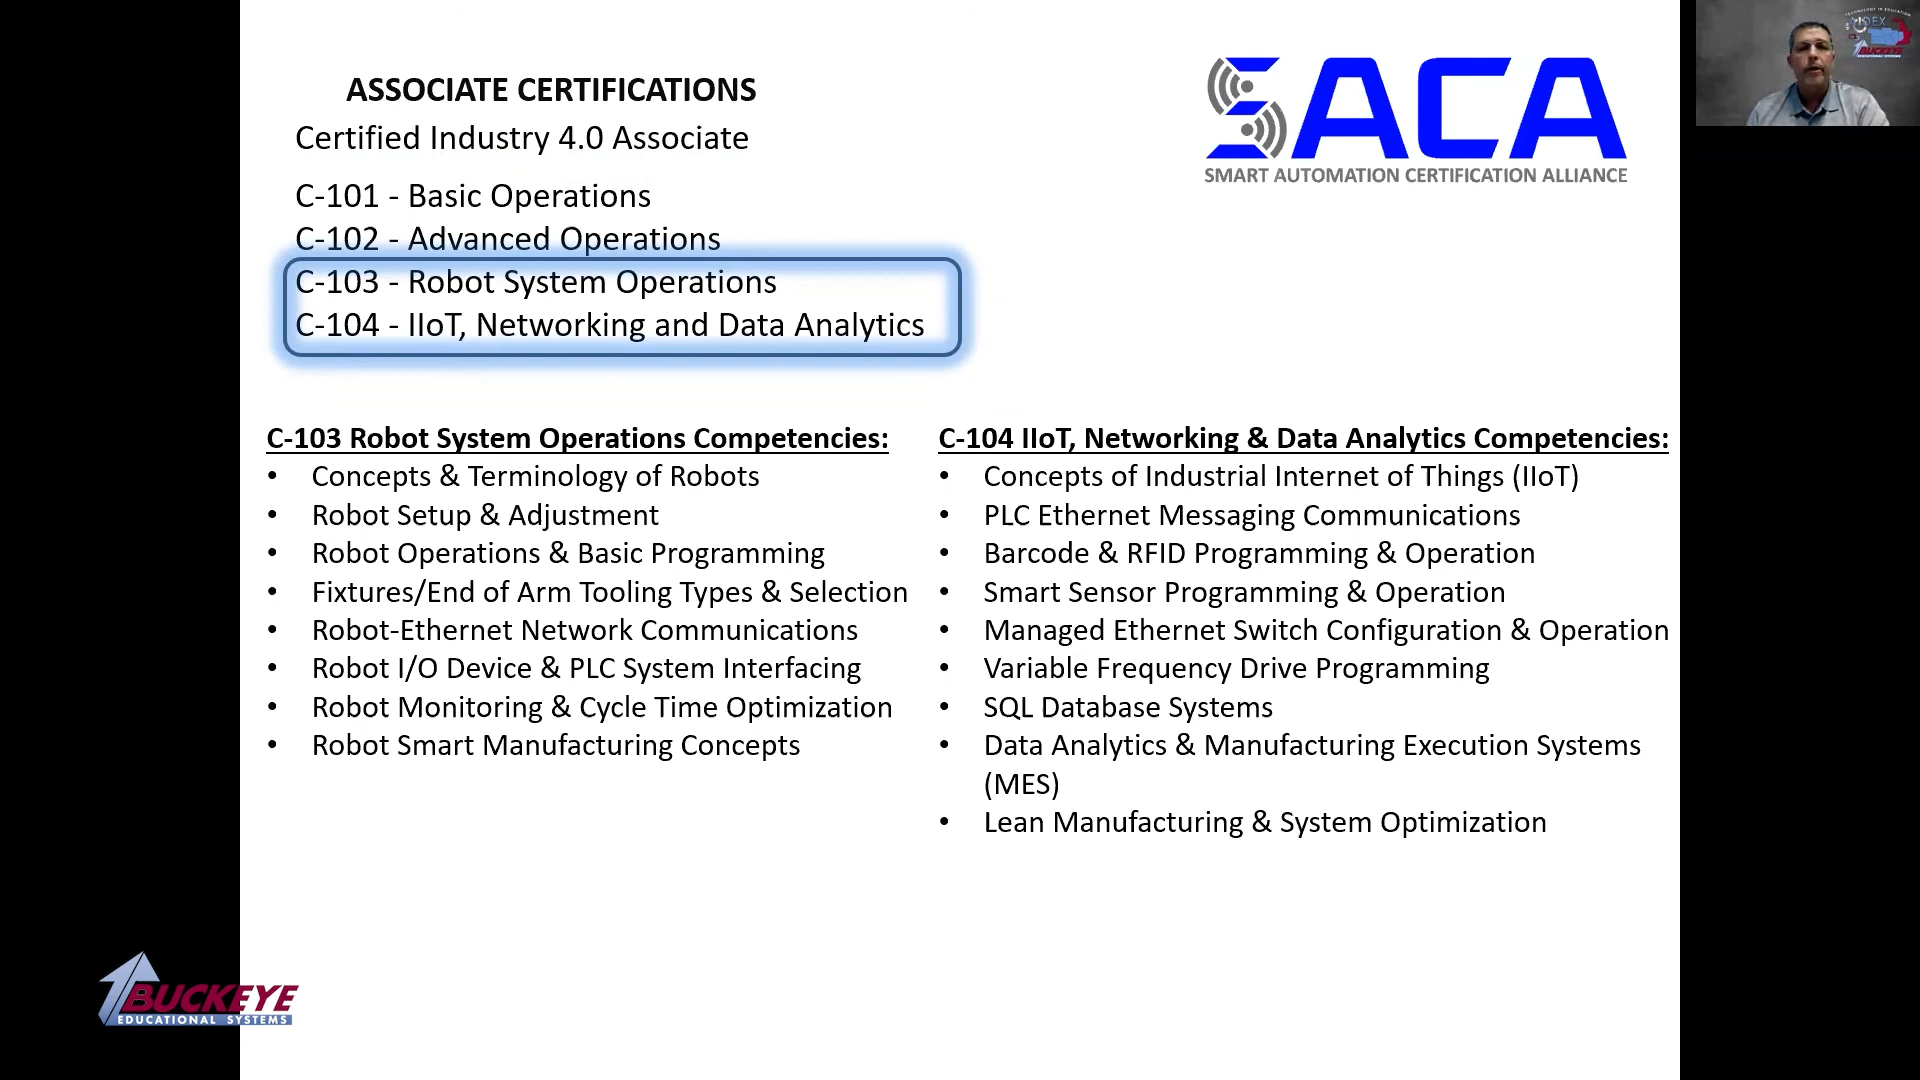 ASSOCIATE CERTIFICATIONS
Certified Industry 4.0 Associate
C-101 - Basic Operations
C-102 - Advanced Operations
C-103 - Robot System Operations
C-104 - IIoT, Networking and Data Analytics
SACA
SMART AUTOMATION CERTIFICATION ALLIANCE
C-103 Robot System Operations Competencies:
• Concepts & Terminology of Robots
• Robot Setup & Adjustment
• Robot Operations & Basic Programming
• Fixtures/End of Arm Tooling Types & Selection
• Robot-Ethernet Network Communications
• Robot I/O Device & PLC System Interfacing
• Robot Monitoring & Cycle Time Optimization
• Robot Smart Manufacturing Concepts
C-104 IIoT, Networking & Data Analytics Competencies:
• Concepts of Industrial Internet of Things (IIoT)
• PLC Ethernet Messaging Communications
• Barcode & RFID Programming & Operation
• Smart Sensor Programming & Operation
• Managed Ethernet Switch Configuration & Operation
• Variable Frequency Drive Programming
• SQL Database Systems
• Data Analytics & Manufacturing Execution Systems
(MES)
• Lean Manufacturing & System Optimization
BUCKEYE
EDUCATIONAL SYSTEMS
TECHNOLOGY IN EDUCATION
BUCKEYE
EDUCATIONAL SYSTEMS